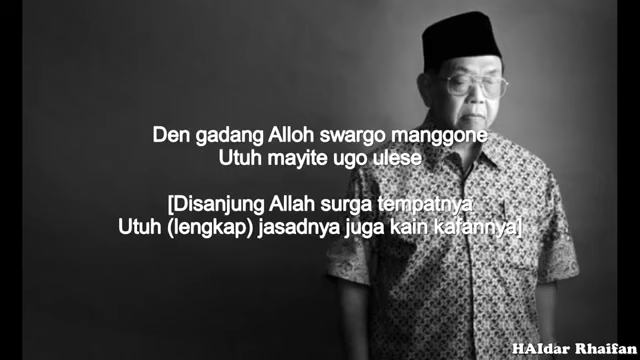 Den gadang Alloh swargo manggone
Utuh mayite ugo ulese
[Disanjung Allah surga tempatnya
Utuh (lengkap) jasadnya juga kain kafannya]
HAIdar Rhaifan